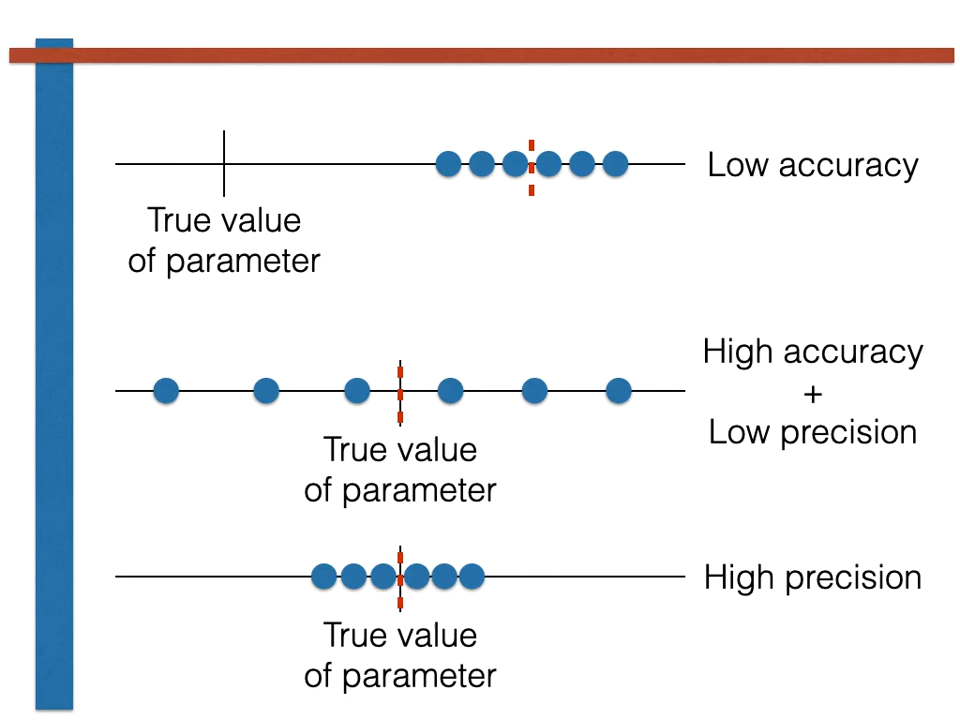 Low accuracy
True value
of parameter
High accuracy
+
Low precision
True value
of parameter
High precision
True value
of parameter